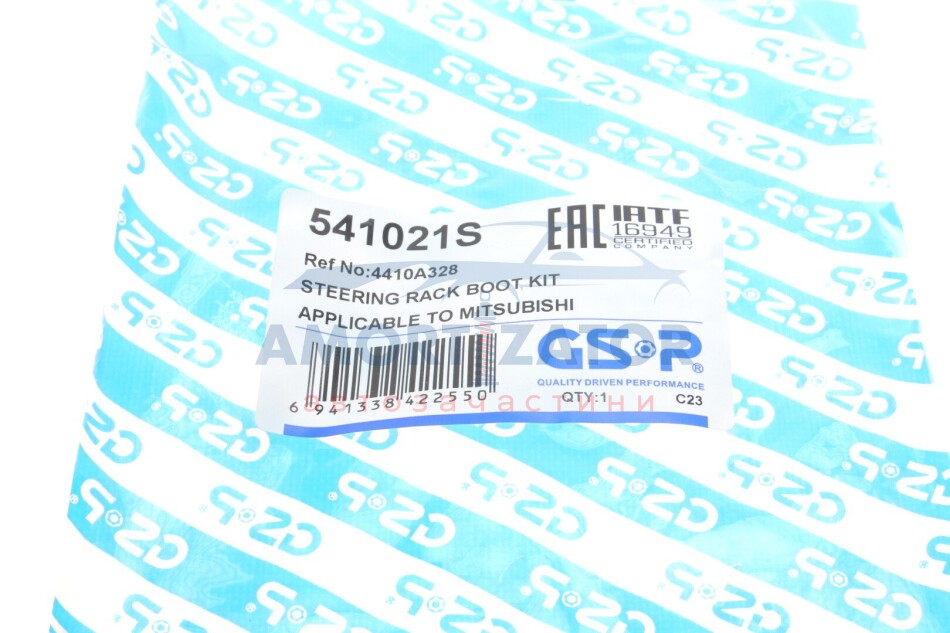 541021S
EAC IATF
16949
CERTIFIED
COMPANY
Ref No:4410A328
STEERING RACK BOOT KIT
APPLICABLE TO MITSUBISHI
AMORTIZATOR
автозачастини
GSP®
QUALITY DRIVEN PERFORMANCE
QTY:1 C23
6 941338 422550